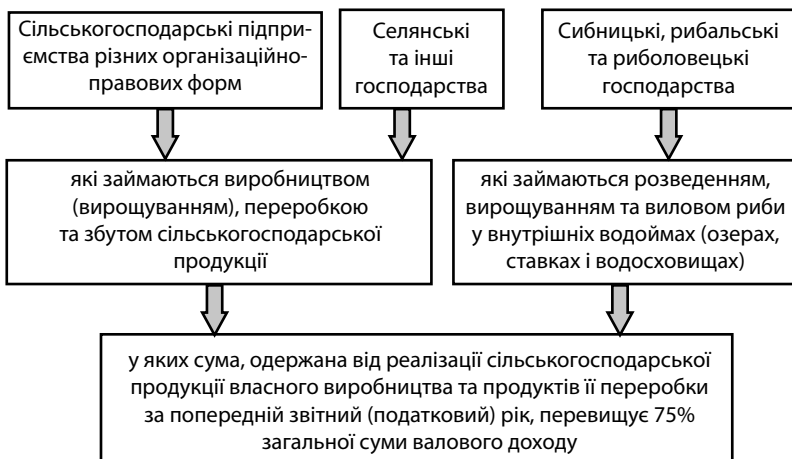 Сільськогосподарські підпри-
ємства різних організаційно-
правових форм
Селянські
та інші
господарства
Сибницькі, рибальські
та риболовецькі
господарства
які займаються виробництвом
(вирощуванням), переробкою
та збутом сільськогосподарської
продукції
які займаються розведенням,
вирощуванням та виловом риби
у внутрішніх водоймах (озерах,
ставках і водосховищах)
у яких сума, одержана від реалізації сільськогосподарської
продукції власного виробництва та продуктів її переробки
за попередній звітний (податковий) рік, перевищує 75%
загальної суми валового доходу